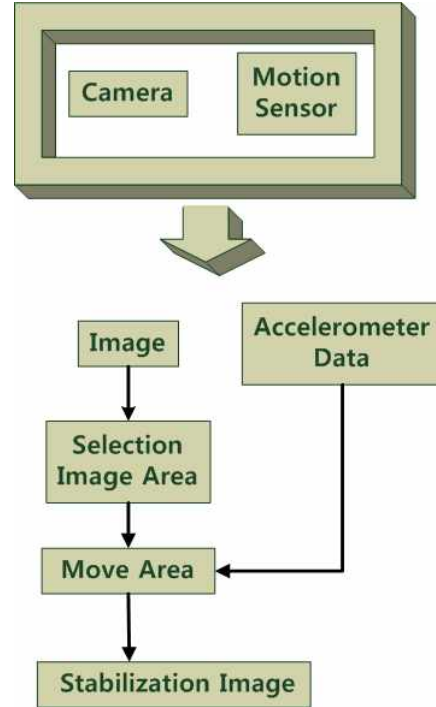 Camera
Motion
Sensor
Image
Accelerometer
Data
Selection
Image Area
Move Area
Stabilization Image